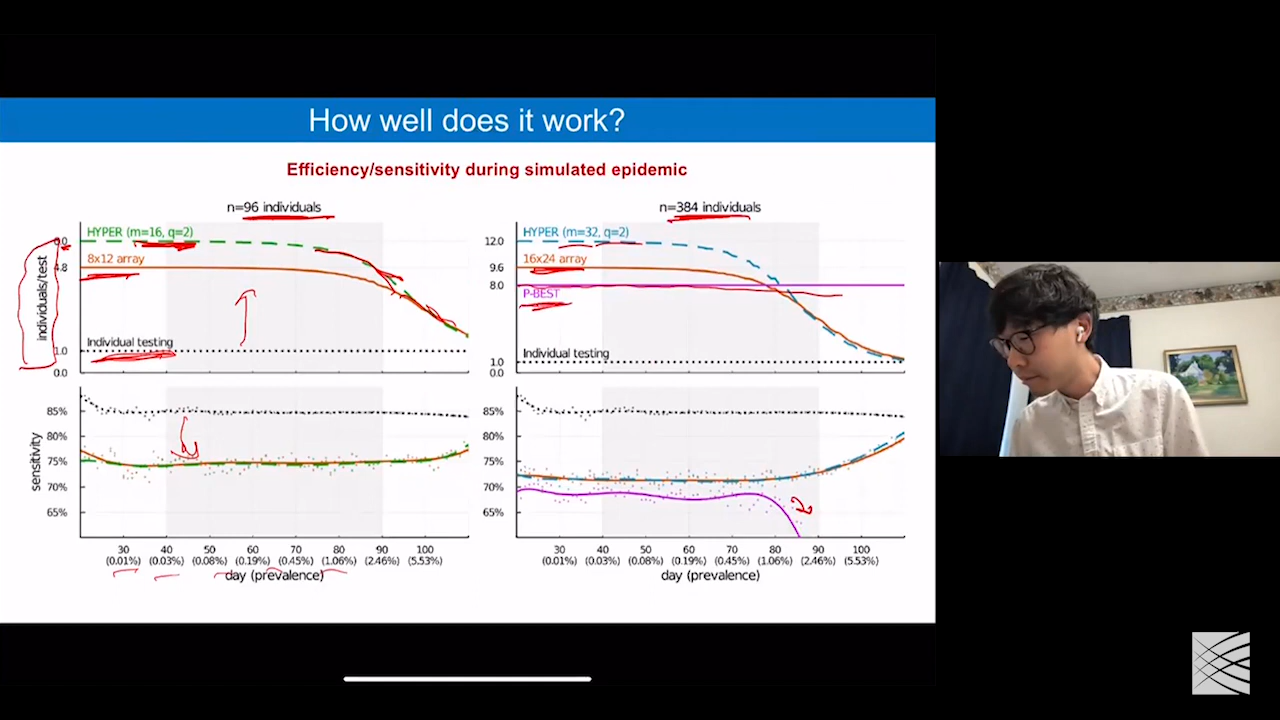 How well does it work?
Efficiency/sensitivity during simulated epidemic
n=96 individuals
HYPER (m=16, q=2)
8x12 array
Individual testing
individuals/test
4.8
1.0
0.0
85%
80%
75%
70%
65%
sensitivity
30 40 50 60 70 80 90 100
(0.01%) (0.03%) (0.08%) (0.19%) (0.45%) (1.06%) (2.46%) (5.53%)
day (prevalence)
n=384 individuals
HYPER (m=32, q=2)
16x24 array
P-BEST
Individual testing
12.0
9.6
8.0
1.0
0.0
85%
80%
75%
70%
65%
30 40 50 60 70 80 90 100
(0.01%) (0.03%) (0.08%) (0.19%) (0.45%) (1.06%) (2.46%) (5.53%)
day (prevalence)